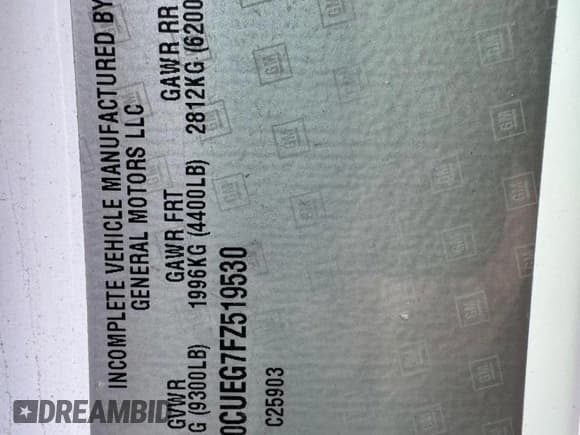 INCOMPLETE VEHICLE MANUFACTURED BY
GENERAL MOTORS LLC
GVWR GAWR FRT GAWR RR
G (9300LB) 1996KG (4400LB) 2812KG (6200
0CUEG7FZ519530
C25903
GM
DREAMBID